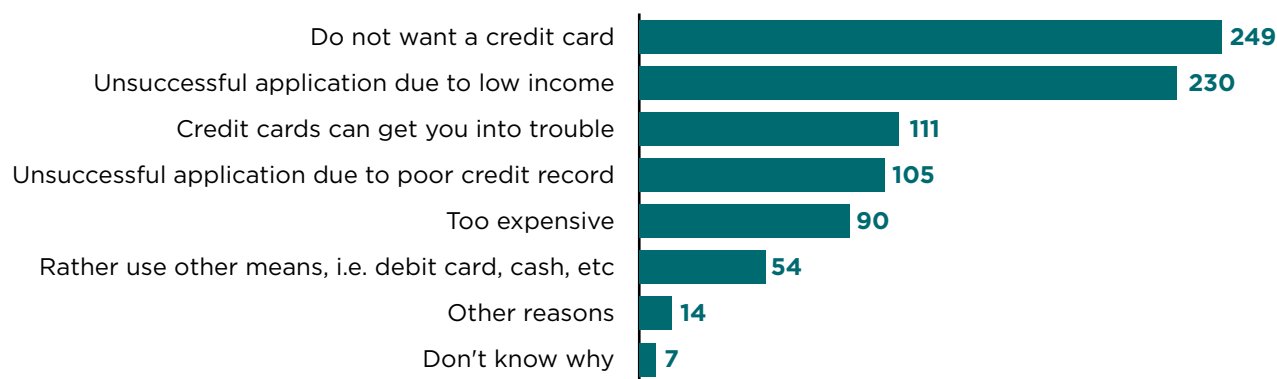 Do not want a credit card 249
Unsuccessful application due to low income 230
Credit cards can get you into trouble 111
Unsuccessful application due to poor credit record 105
Too expensive 90
Rather use other means, i.e. debit card, cash, etc 54
Other reasons 14
Don't know why 7